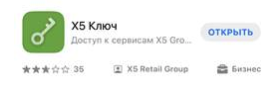 X5 Ключ
Доступ к сервисам X5 Gro...
ОТКРЫТЬ
★★★☆☆ 35 X5 Retail Group Бизнес